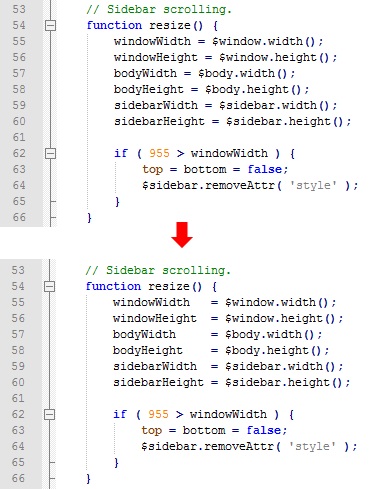 53 // Sidebar scrolling.
54 function resize() {
55 windowWidth = $window.width();
56 windowHeight = $window.height();
57 bodyWidth = $body.width();
58 bodyHeight = $body.height();
59 sidebarWidth = $sidebar.width();
60 sidebarHeight = $sidebar.height();
61
62 if ( 955 > windowWidth ) {
63 top = bottom = false;
64 $sidebar.removeAttr( 'style' );
65 }
66 }
53 // Sidebar scrolling.
54 function resize() {
55 windowWidth   = $window.width();
56 windowHeight  = $window.height();
57 bodyWidth     = $body.width();
58 bodyHeight    = $body.height();
59 sidebarWidth  = $sidebar.width();
60 sidebarHeight = $sidebar.height();
61
62 if ( 955 > windowWidth ) {
63 top = bottom = false;
64 $sidebar.removeAttr( 'style' );
65 }
66 }